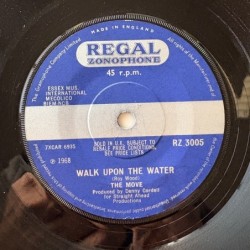 MADE IN ENGLAND
REGAL
ZONOPHONE
45 r.p.m.
ESSEX MUS.
INTERNATIONAL
MECOLICO
BIEM NCB
SOLD IN U.K. SUBJECT TO
RESALE PRICE CONDITIONS,
SEE PRICE LISTS
RZ 3005
℗ 1968
WALK UPON THE WATER
(Roy Wood)
THE MOVE
Produced by Denny Cordell
for Straight Ahead
Productions